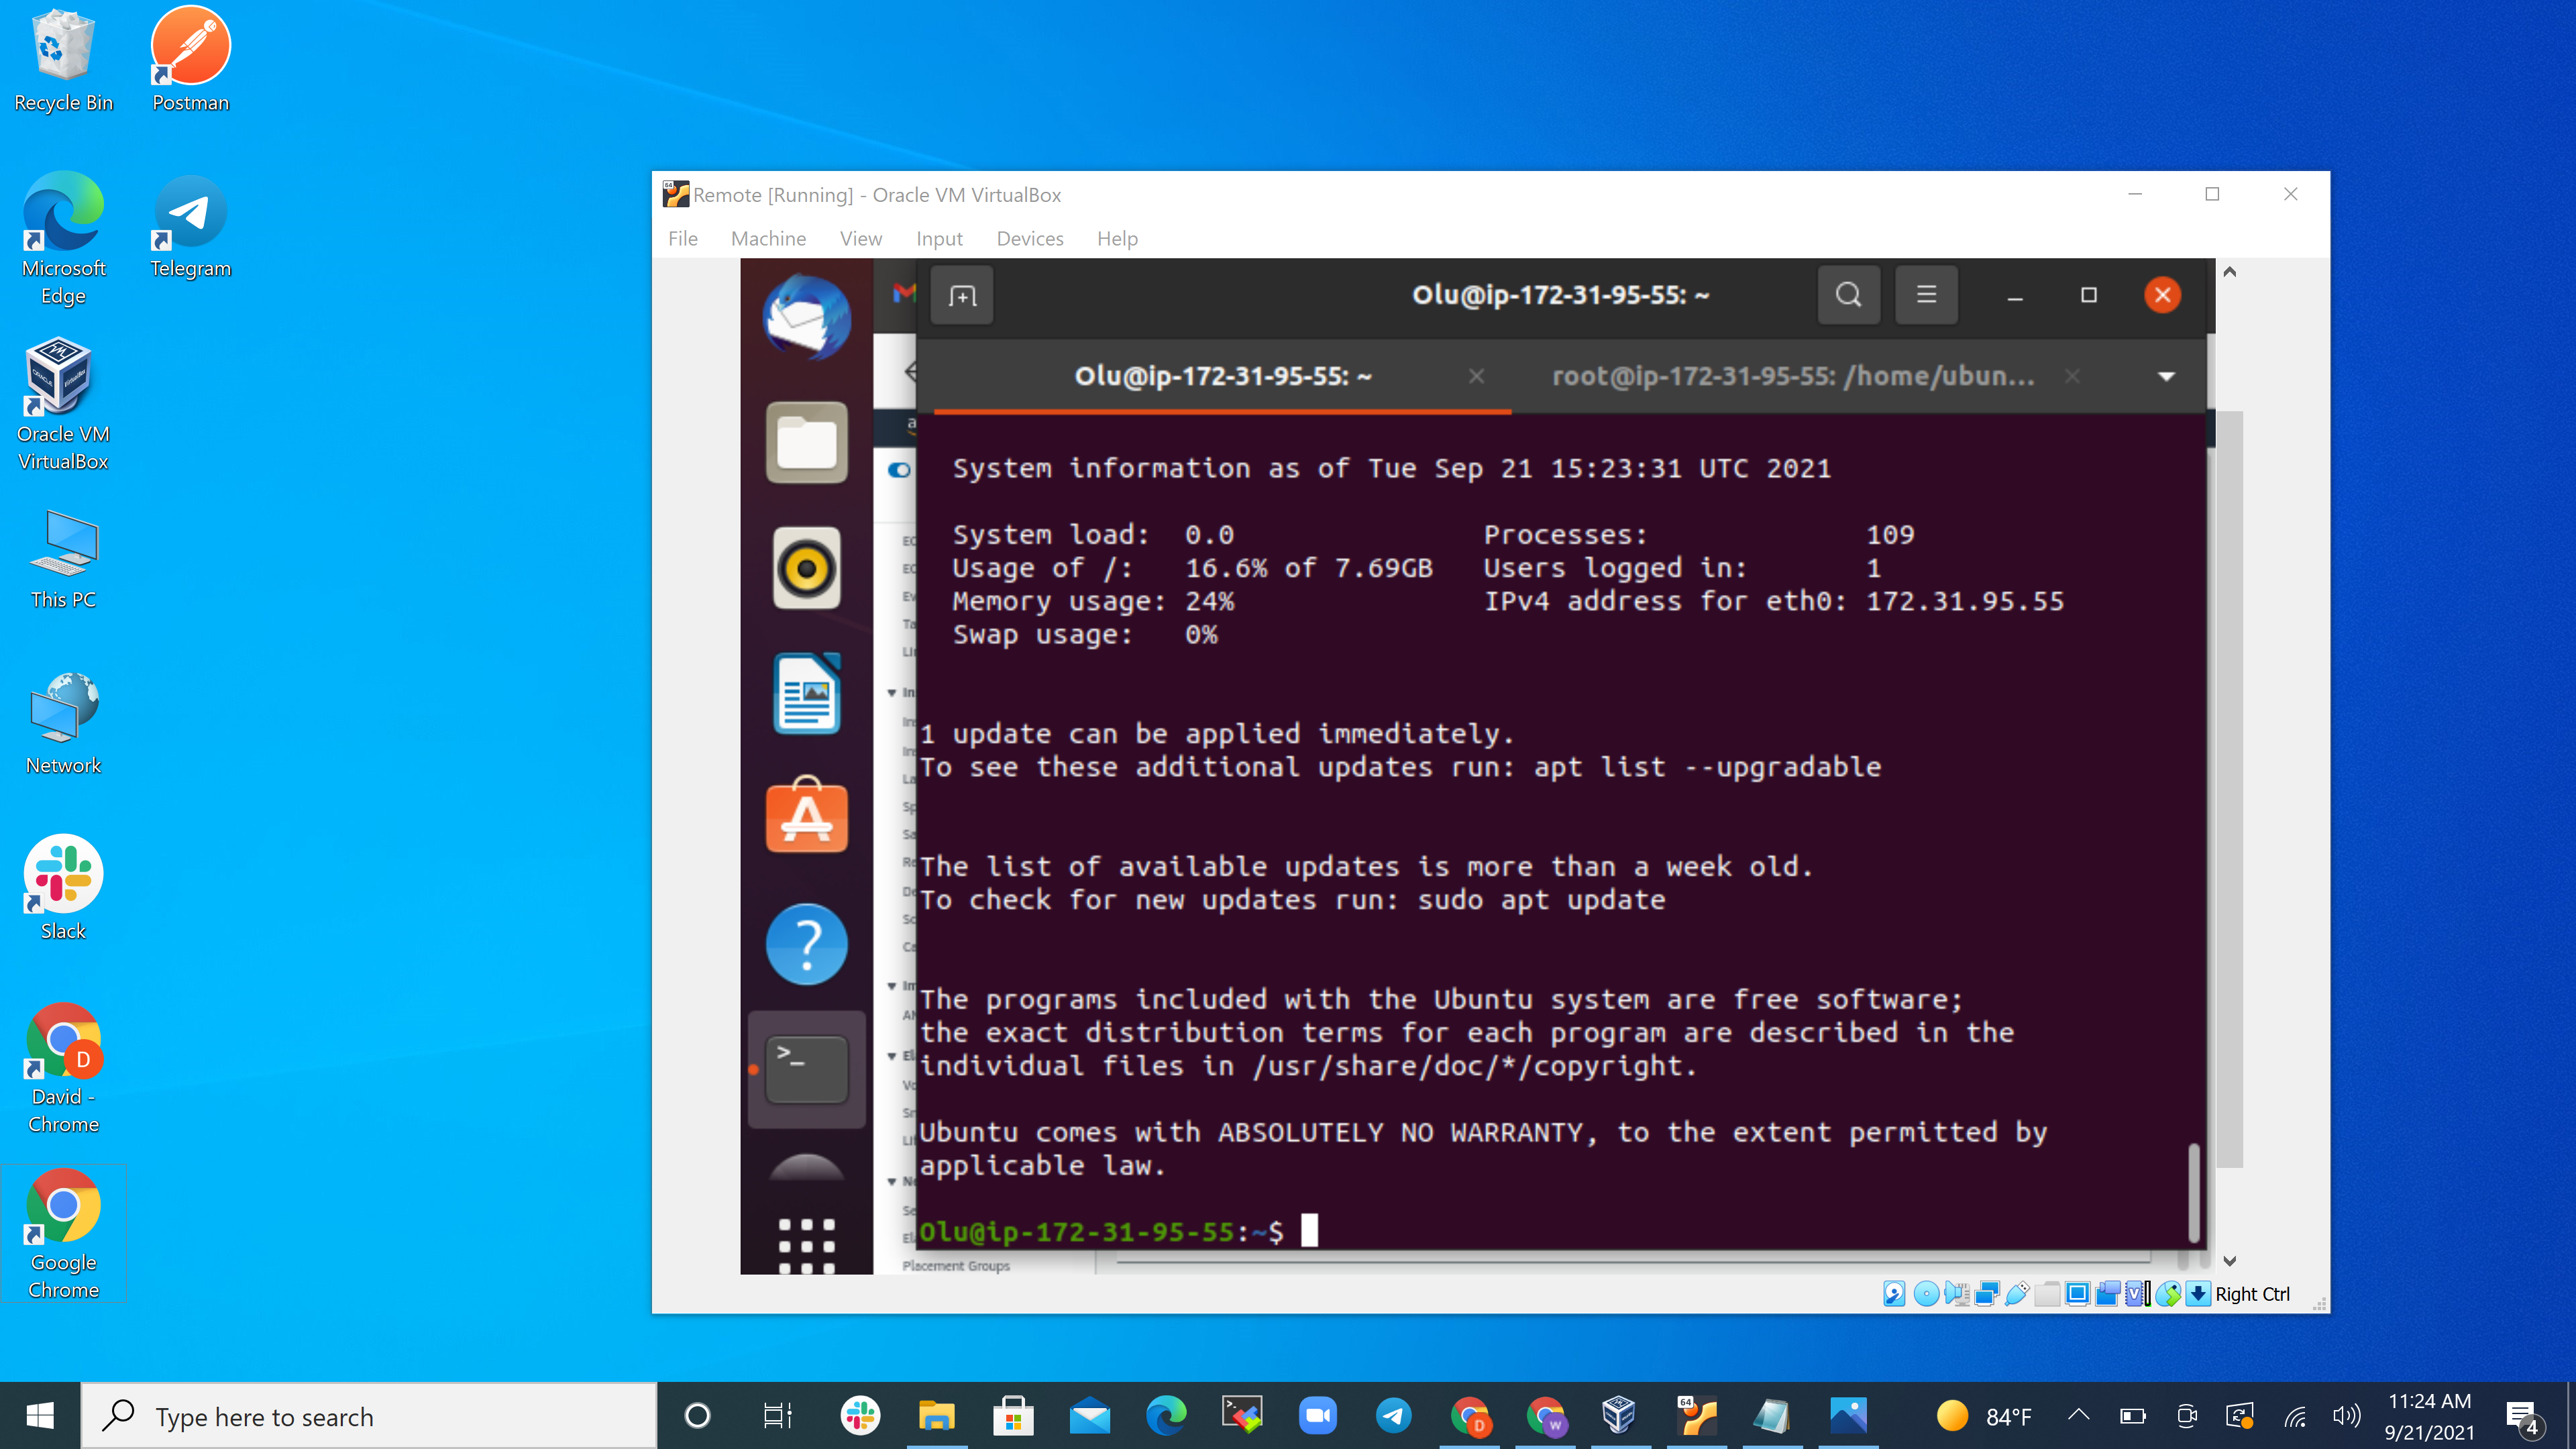 Recycle Bin
Postman
Microsoft
Edge
Telegram
Oracle VM
VirtualBox
This PC
Network
Slack
D
David -
Chrome
Google
Chrome
64
Remote [Running] - Oracle VM VirtualBox
File Machine View Input Devices Help
Olu@ip-172-31-95-55: ~
Olu@ip-172-31-95-55: ~
root@ip-172-31-95-55: /home/ubun...
System information as of Tue Sep 21 15:23:31 UTC 2021
System load: 0.0 Processes: 109
Usage of /: 16.6% of 7.69GB Users logged in: 1
Memory usage: 24% IPv4 address for eth0: 172.31.95.55
Swap usage: 0%
1 update can be applied immediately.
To see these additional updates run: apt list --upgradable
The list of available updates is more than a week old.
To check for new updates run: sudo apt update
The programs included with the Ubuntu system are free software;
the exact distribution terms for each program are described in the
individual files in /usr/share/doc/*/copyright.
Ubuntu comes with ABSOLUTELY NO WARRANTY, to the extent permitted by
applicable law.
Olu@ip-172-31-95-55:~$
Placement Groups
Right Ctrl
Type here to search
D
W
64
84°F
11:24 AM
9/21/2021
4